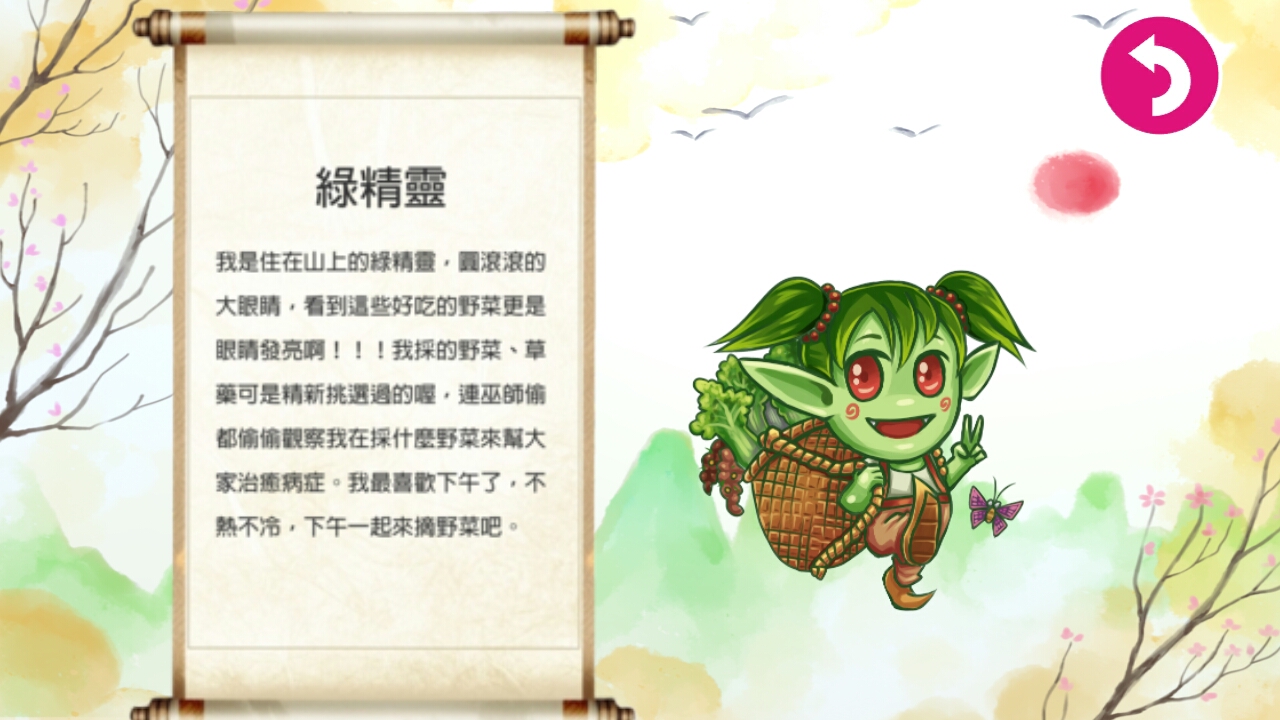 綠精靈
我是住在山上的綠精靈，圓滾滾的
大眼睛，看到這些好吃的野菜更是
眼睛發亮啊！！！我採的野菜、草
藥可是精新挑選過的喔，連巫師偷
都偷偷觀察我在採什麼野菜來幫大
家治癒病症。我最喜歡下午了，不
熱不冷，下午一起來摘野菜吧。